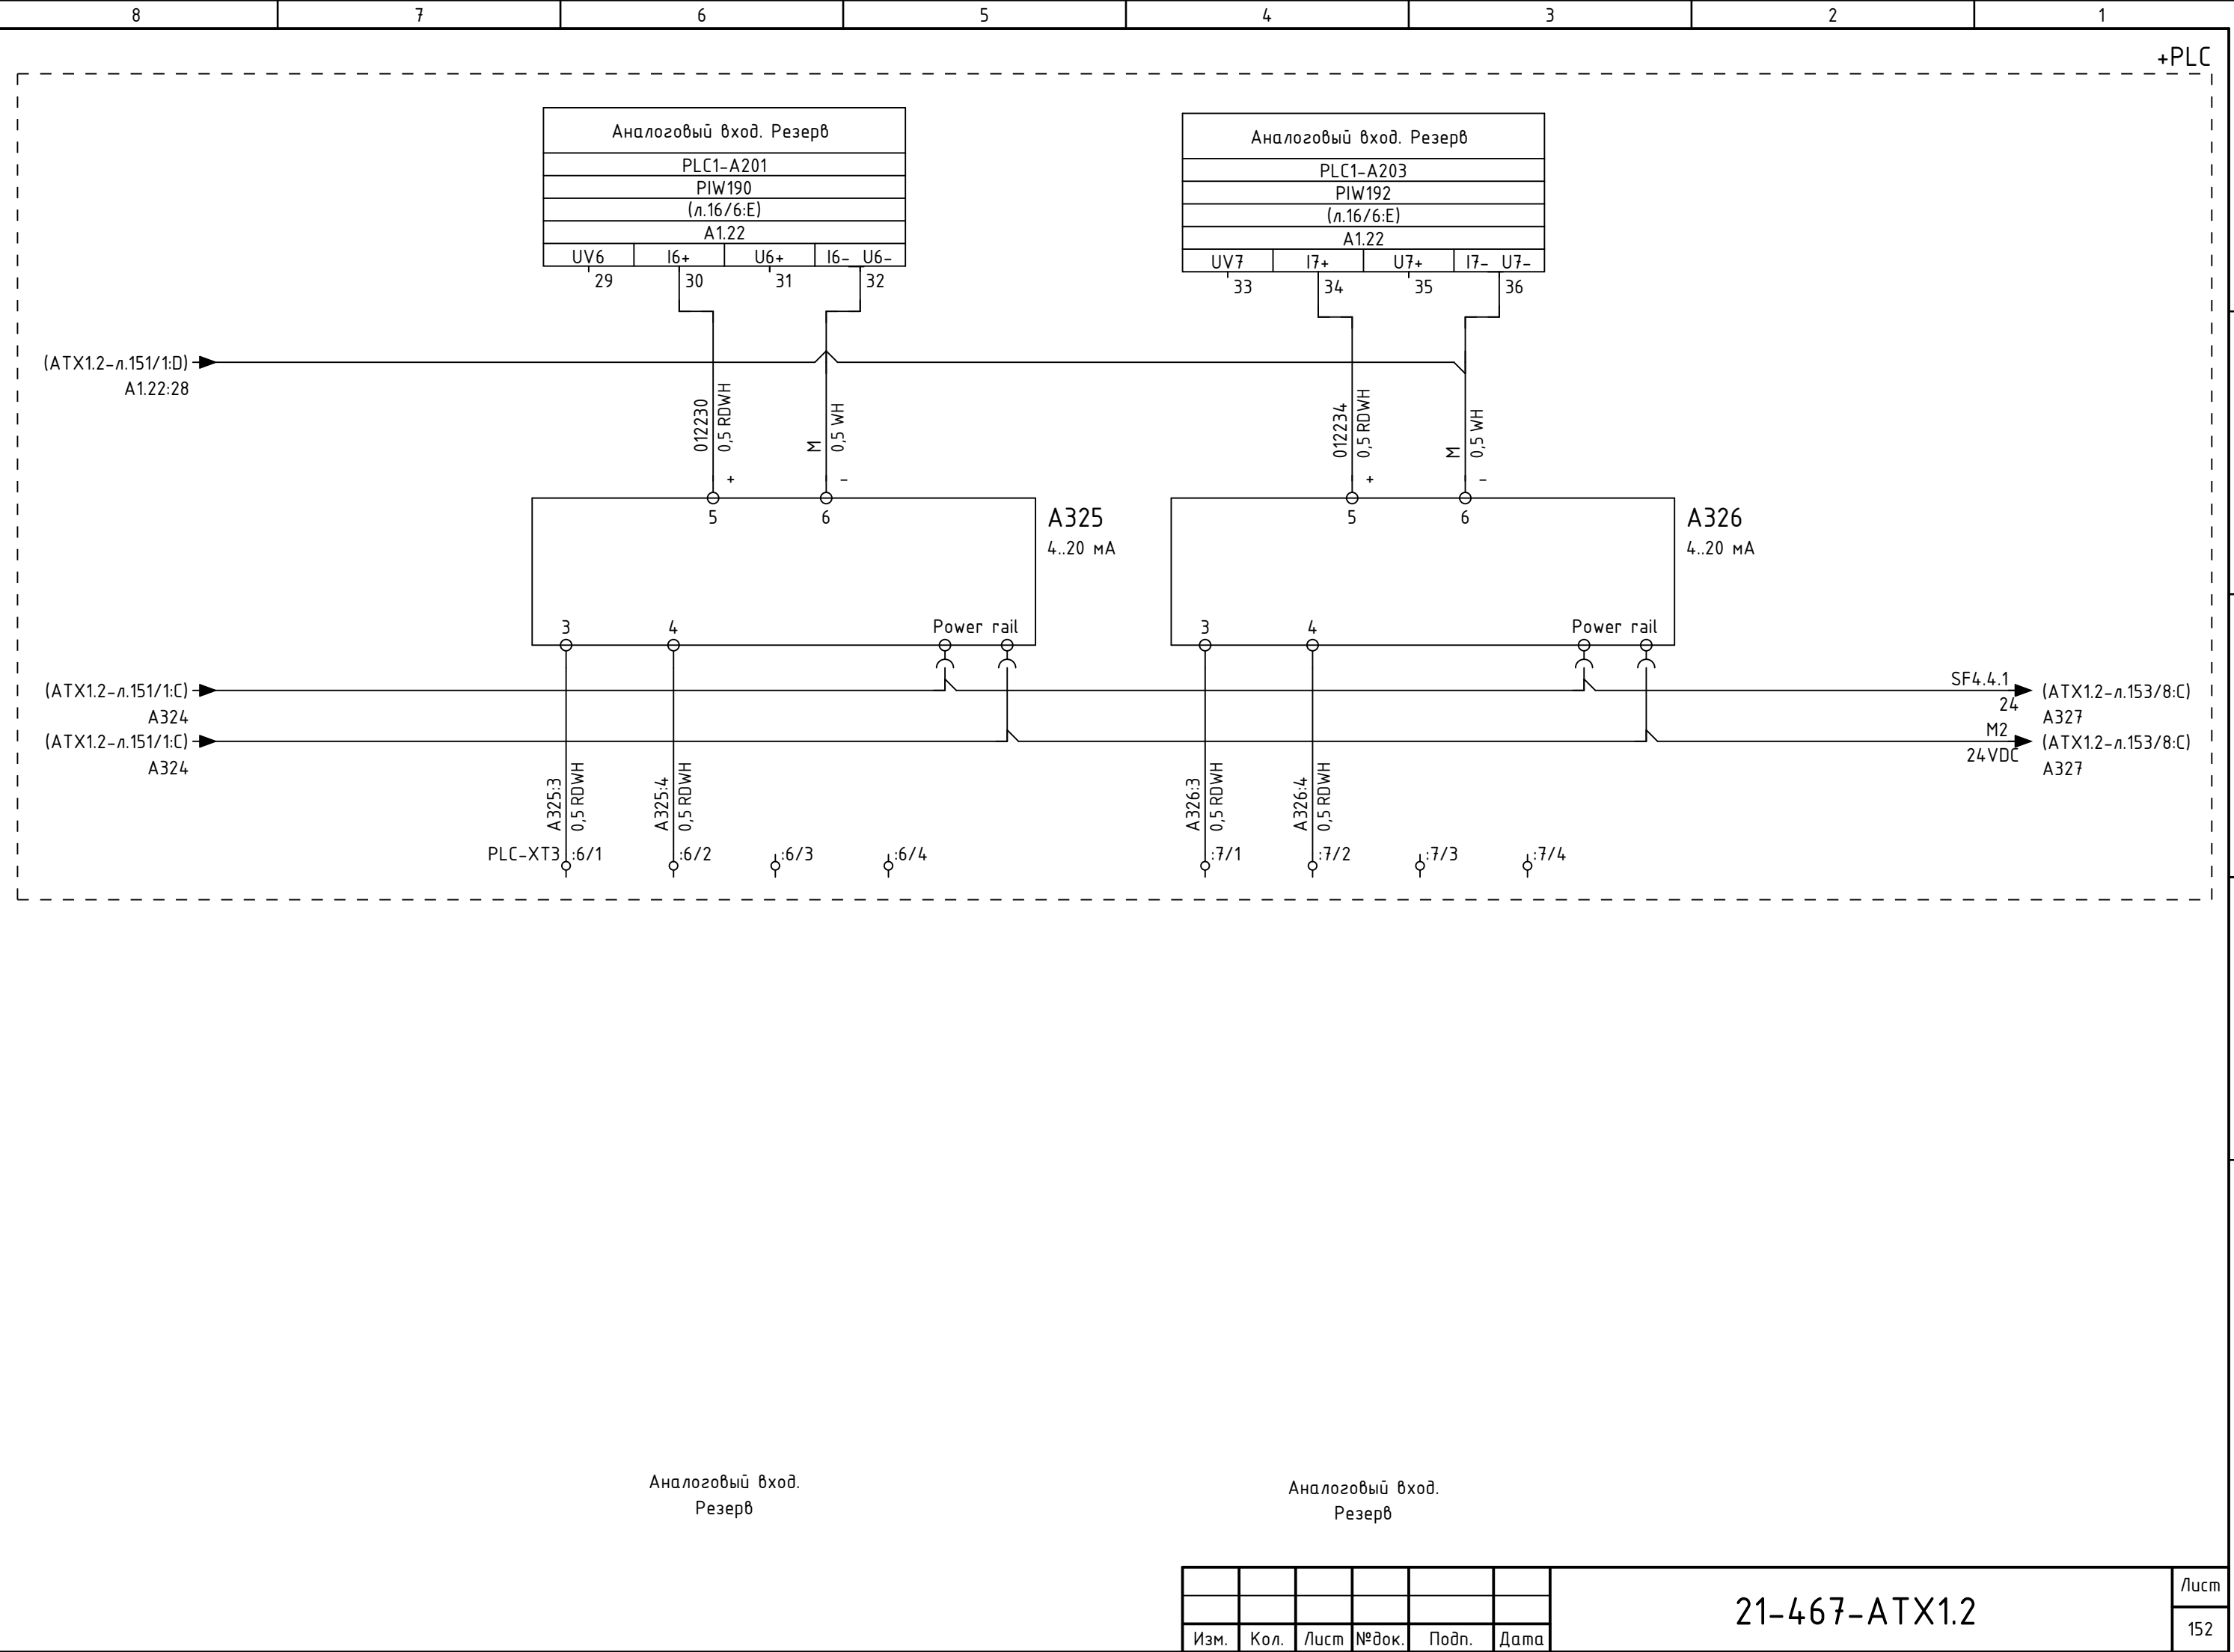 8 7 6 5 4 3 2 1
+PLC
Аналоговый вход. Резерв
PLC1-A201
PIW190
(л.16/6:E)
A1.22
UV6 I6+ U6+ I6- U6-
29 30 31 32
Аналоговый вход. Резерв
PLC1-A203
PIW192
(л.16/6:E)
A1.22
UV7 I7+ U7+ I7- U7-
33 34 35 36
(ATX1.2-л.151/1:D)
A1.22:28
012230
0,5 RDWH
M
0,5 WH
012234
0,5 RDWH
M
0,5 WH
+ -
+ -
5 6
A325
4..20 мА
5 6
A326
4..20 мА
3 4 Power rail
3 4 Power rail
(ATX1.2-л.151/1:C)
A324
(ATX1.2-л.151/1:C)
A324
SF4.4.1
24
(ATX1.2-л.153/8:C)
A327
M2
24VDC
(ATX1.2-л.153/8:C)
A327
A325:3
0,5 RDWH
A325:4
0,5 RDWH
A326:3
0,5 RDWH
A326:4
0,5 RDWH
PLC-XT3 :6/1 :6/2 :6/3 :6/4
:7/1 :7/2 :7/3 :7/4
Аналоговый вход.
Резерв
Аналоговый вход.
Резерв
Изм. Кол. Лист №док. Подп. Дата
21-467-ATX1.2
Лист
152